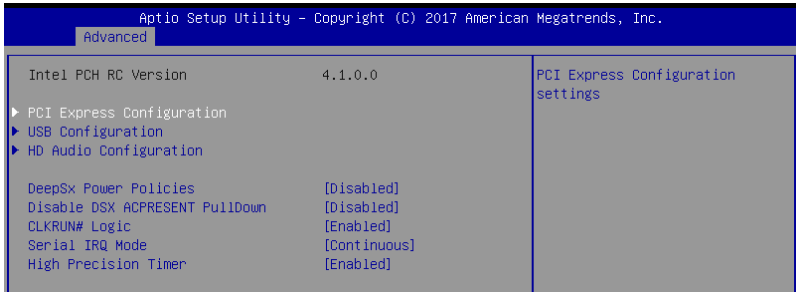 Aptio Setup Utility – Copyright (C) 2017 American Megatrends, Inc.
Advanced
Intel PCH RC Version 4.1.0.0
PCI Express Configuration
USB Configuration
HD Audio Configuration
DeepSx Power Policies [Disabled]
Disable DSX ACPRESENT PullDown [Disabled]
CLKRUN# Logic [Enabled]
Serial IRQ Mode [Continuous]
High Precision Timer [Enabled]
PCI Express Configuration
settings